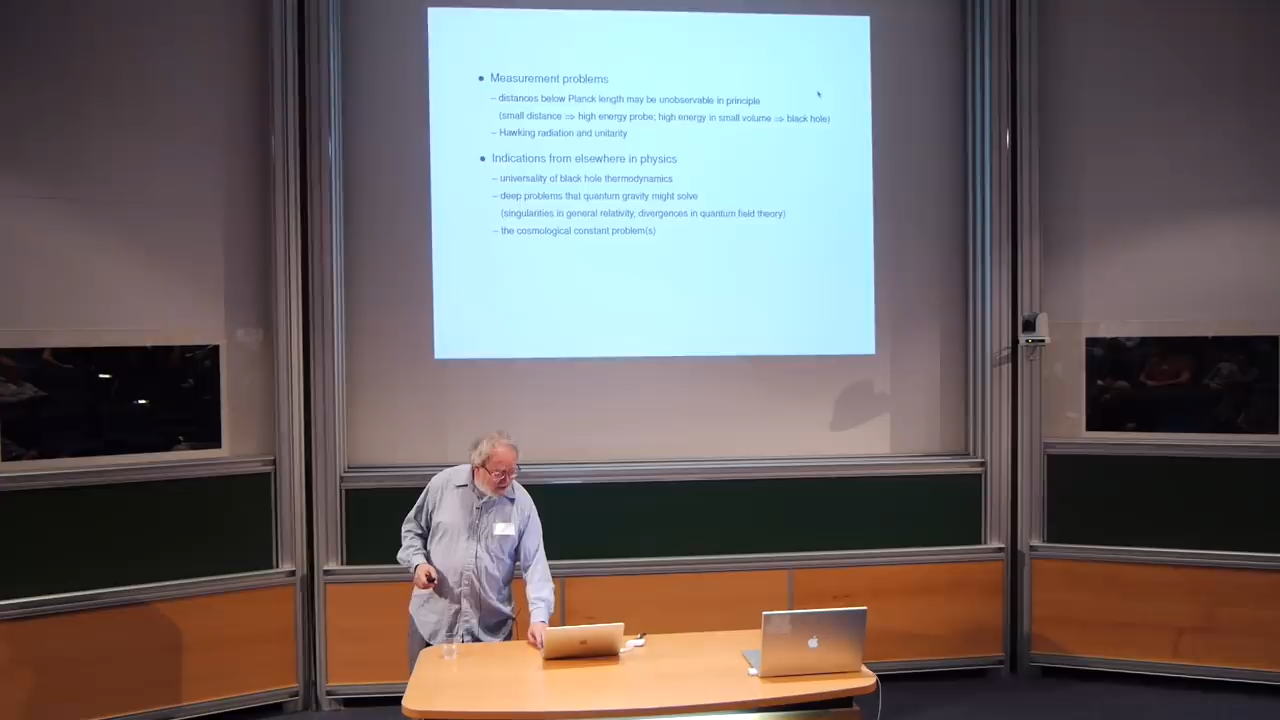 • Measurement problems
– distances below Planck length may be unobservable in principle
(small distance ⇒ high energy probe; high energy in small volume ⇒ black hole)
– Hawking radiation and unitarity
• Indications from elsewhere in physics
– universality of black hole thermodynamics
– deep problems that quantum gravity might solve
(singularities in general relativity, divergences in quantum field theory)
– the cosmological constant problem(s)